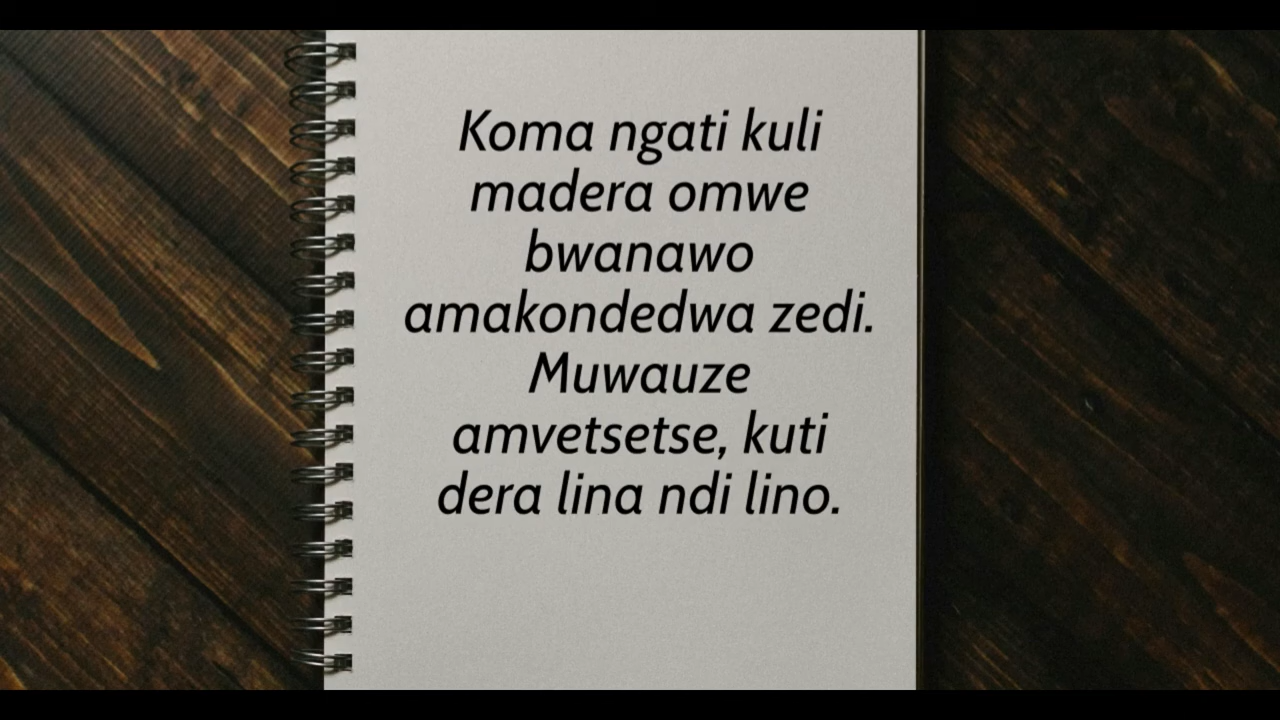 Koma ngati kuli
madera omwe
bwanawo
amakondedwa zedi.
Muwauze
amvetsetse, kuti
dera lina ndi lino.